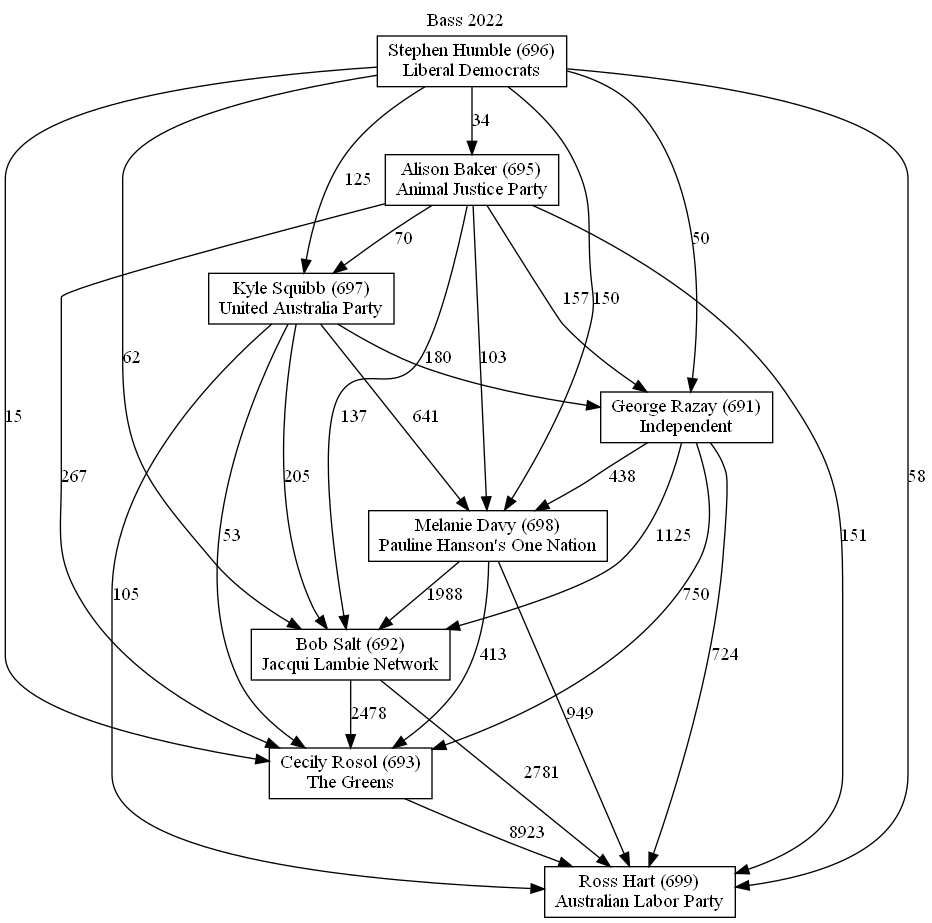 Bass 2022
Stephen Humble (696)
Liberal Democrats
34
Alison Baker (695)
Animal Justice Party
125
70
50
Kyle Squibb (697)
United Australia Party
157
150
62
180
103
George Razay (691)
Independent
15
137
641
267
205
438
58
Melanie Davy (698)
Pauline Hanson's One Nation
53
1125
151
105
1988
750
Bob Salt (692)
Jacqui Lambie Network
413
724
2478
949
Cecily Rosol (693)
The Greens
2781
8923
Ross Hart (699)
Australian Labor Party